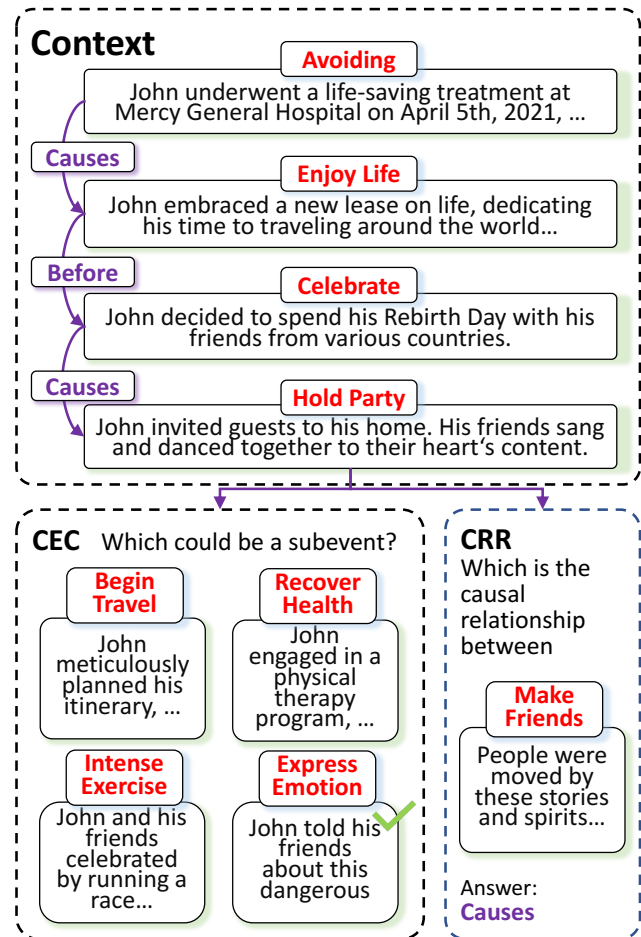 Context
Avoiding
John underwent a life-saving treatment at
Mercy General Hospital on April 5th, 2021, ...
Causes
Enjoy Life
John embraced a new lease on life, dedicating
his time to traveling around the world...
Before
Celebrate
John decided to spend his Rebirth Day with his
friends from various countries.
Causes
Hold Party
John invited guests to his home. His friends sang
and danced together to their heart‘s content.
CEC Which could be a subevent?
Begin
Travel
John
meticulously
planned his
itinerary, ...
Recover
Health
John
engaged in a
physical
therapy
program, ...
Intense
Exercise
John and his
friends
celebrated
by running a
race...
Express
Emotion
John told his
friends
about this
dangerous
CRR
Which is the
causal
relationship
between
Make
Friends
People were
moved by
these stories
and spirits...
Answer:
Causes